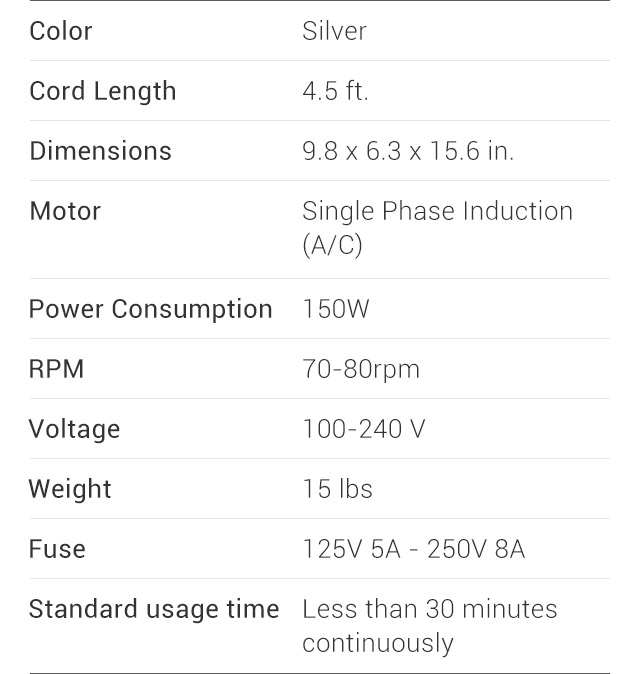 Color Silver
Cord Length 4.5 ft.
Dimensions 9.8 x 6.3 x 15.6 in.
Motor Single Phase Induction
(A/C)
Power Consumption 150W
RPM 70-80rpm
Voltage 100-240 V
Weight 15 lbs
Fuse 125V 5A - 250V 8A
Standard usage time Less than 30 minutes
continuously